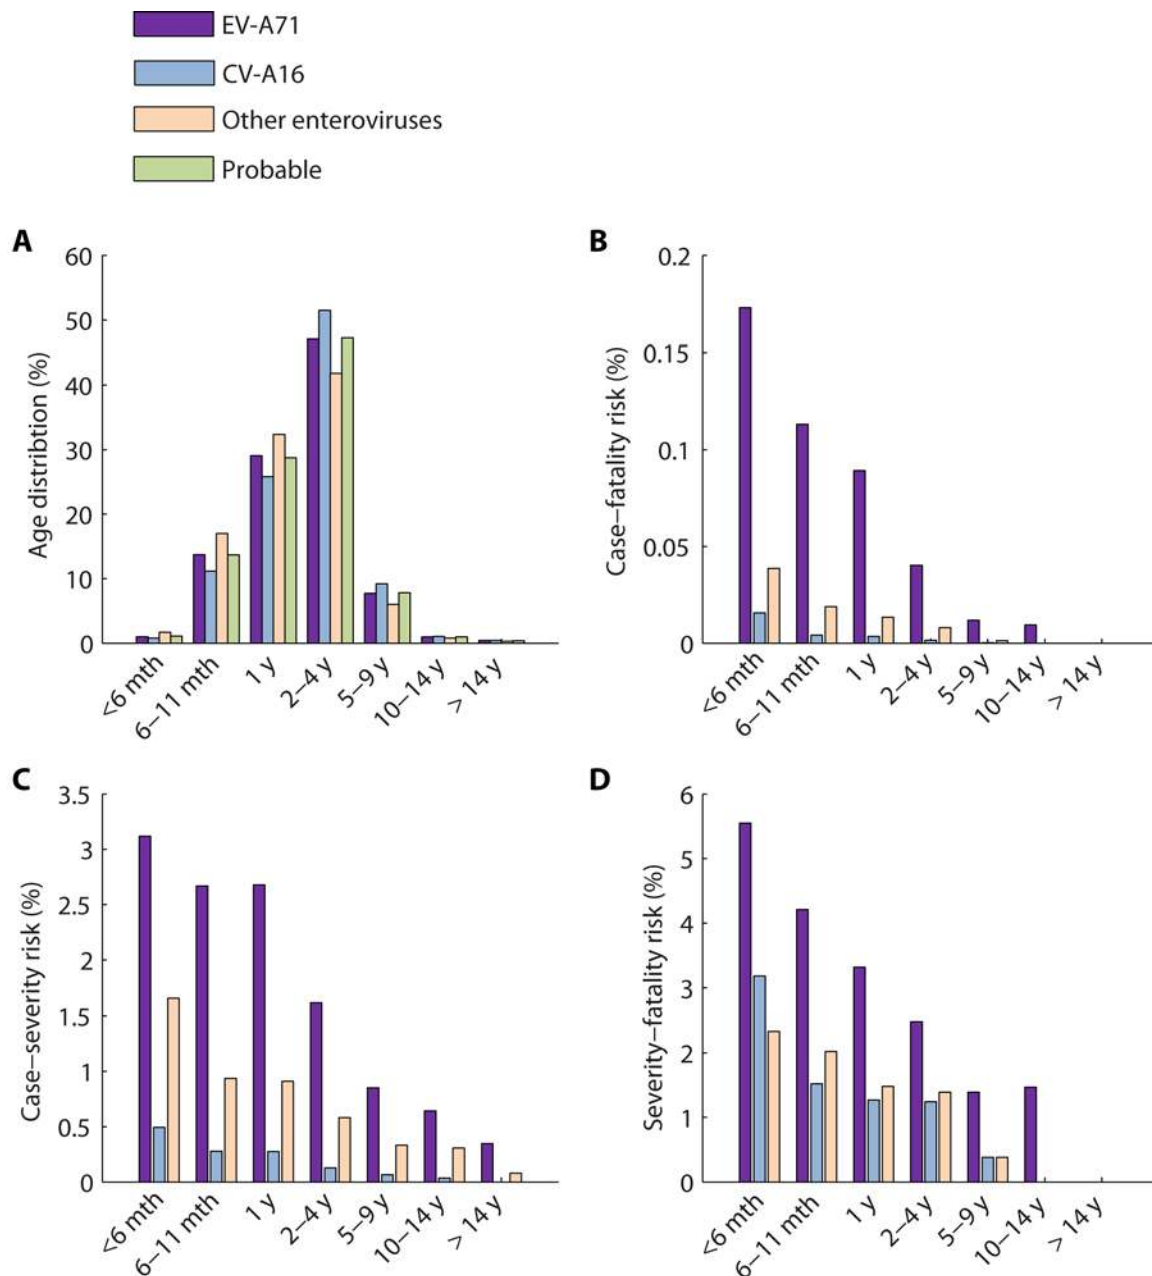 EV-A71
CV-A16
Other enteroviruses
Probable
A
60
50
40
30
20
10
0
Age distribtion (%)
<6 mth
6–11 mth
1 y
2–4 y
5–9 y
10–14 y
> 14 y
B
0.2
0.15
0.1
0.05
0
Case–fatality risk (%)
<6 mth
6–11 mth
1 y
2–4 y
5–9 y
10–14 y
> 14 y
C
3.5
3
2.5
2
1.5
1
0.5
0
Case–severity risk (%)
<6 mth
6–11 mth
1 y
2–4 y
5–9 y
10–14 y
> 14 y
D
6
5
4
3
2
1
0
Severity–fatality risk (%)
<6 mth
6–11 mth
1 y
2–4 y
5–9 y
10–14 y
> 14 y